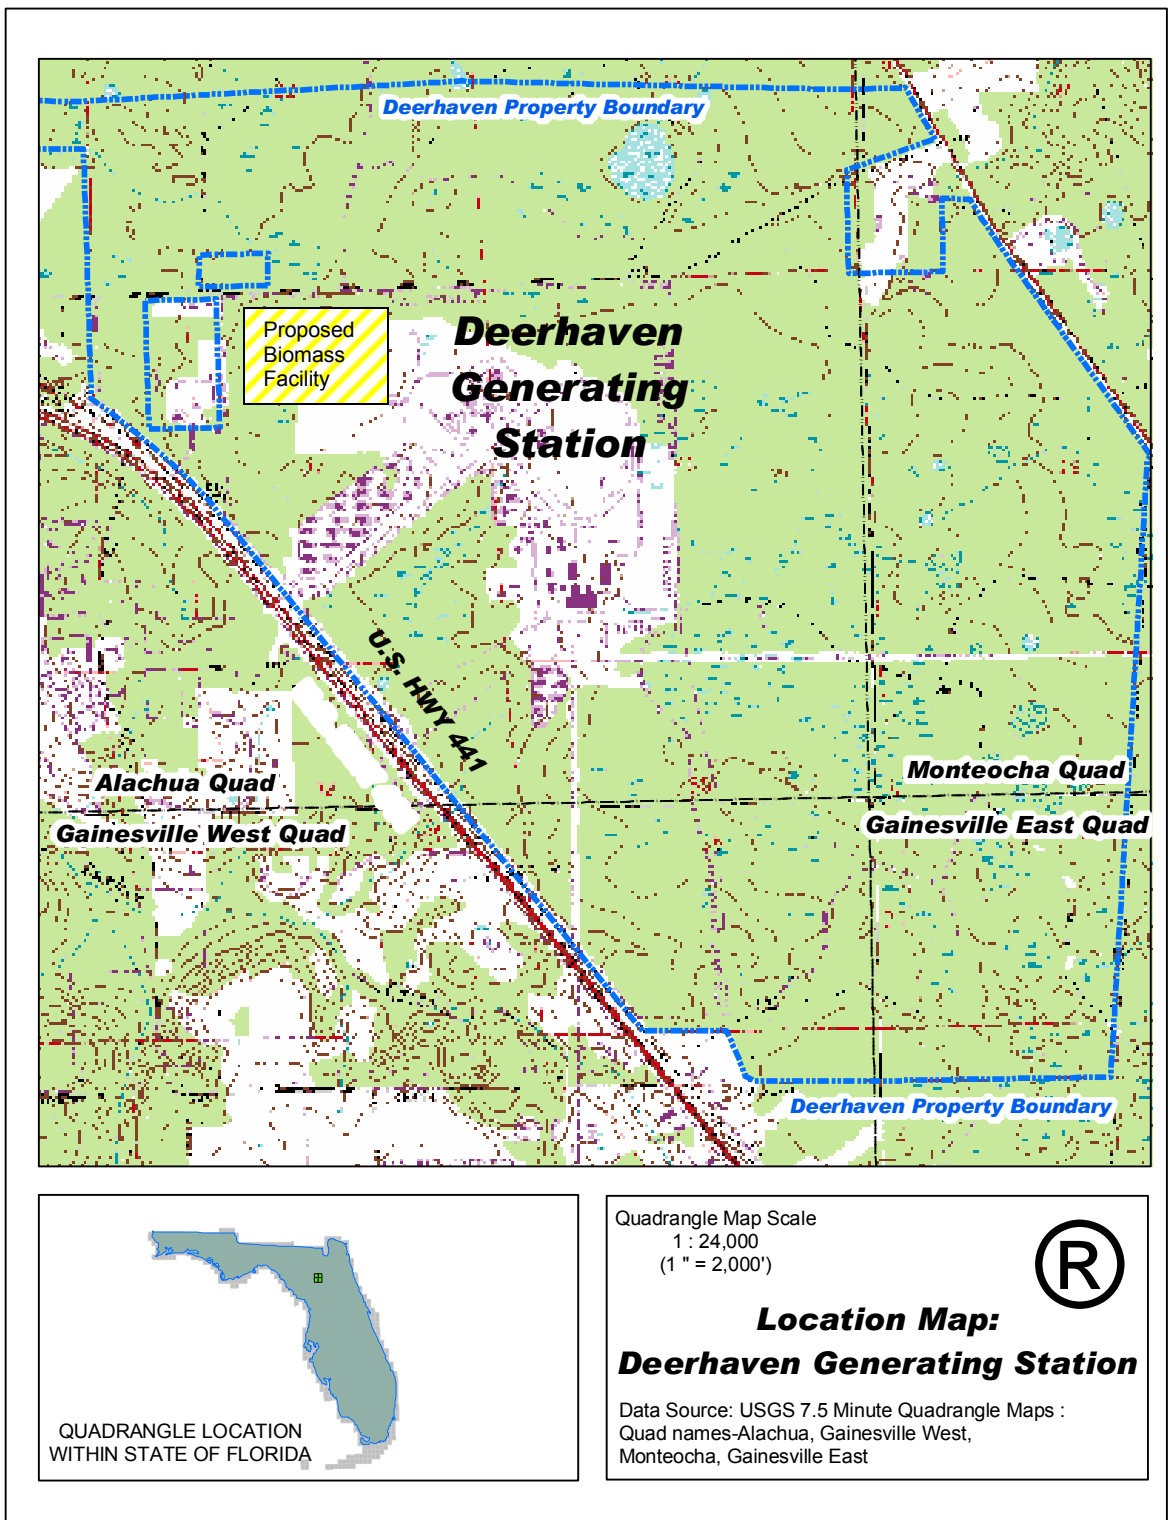 Deerhaven Property Boundary
Proposed
Biomass
Facility
Deerhaven
Generating
Station
U.S. HWY 441
Alachua Quad
Monteocha Quad
Gainesville West Quad
Gainesville East Quad
Deerhaven Property Boundary
QUADRANGLE LOCATION
WITHIN STATE OF FLORIDA
Quadrangle Map Scale
1 : 24,000
(1 " = 2,000')
®
Location Map:
Deerhaven Generating Station
Data Source: USGS 7.5 Minute Quadrangle Maps :
Quad names-Alachua, Gainesville West,
Monteocha, Gainesville East